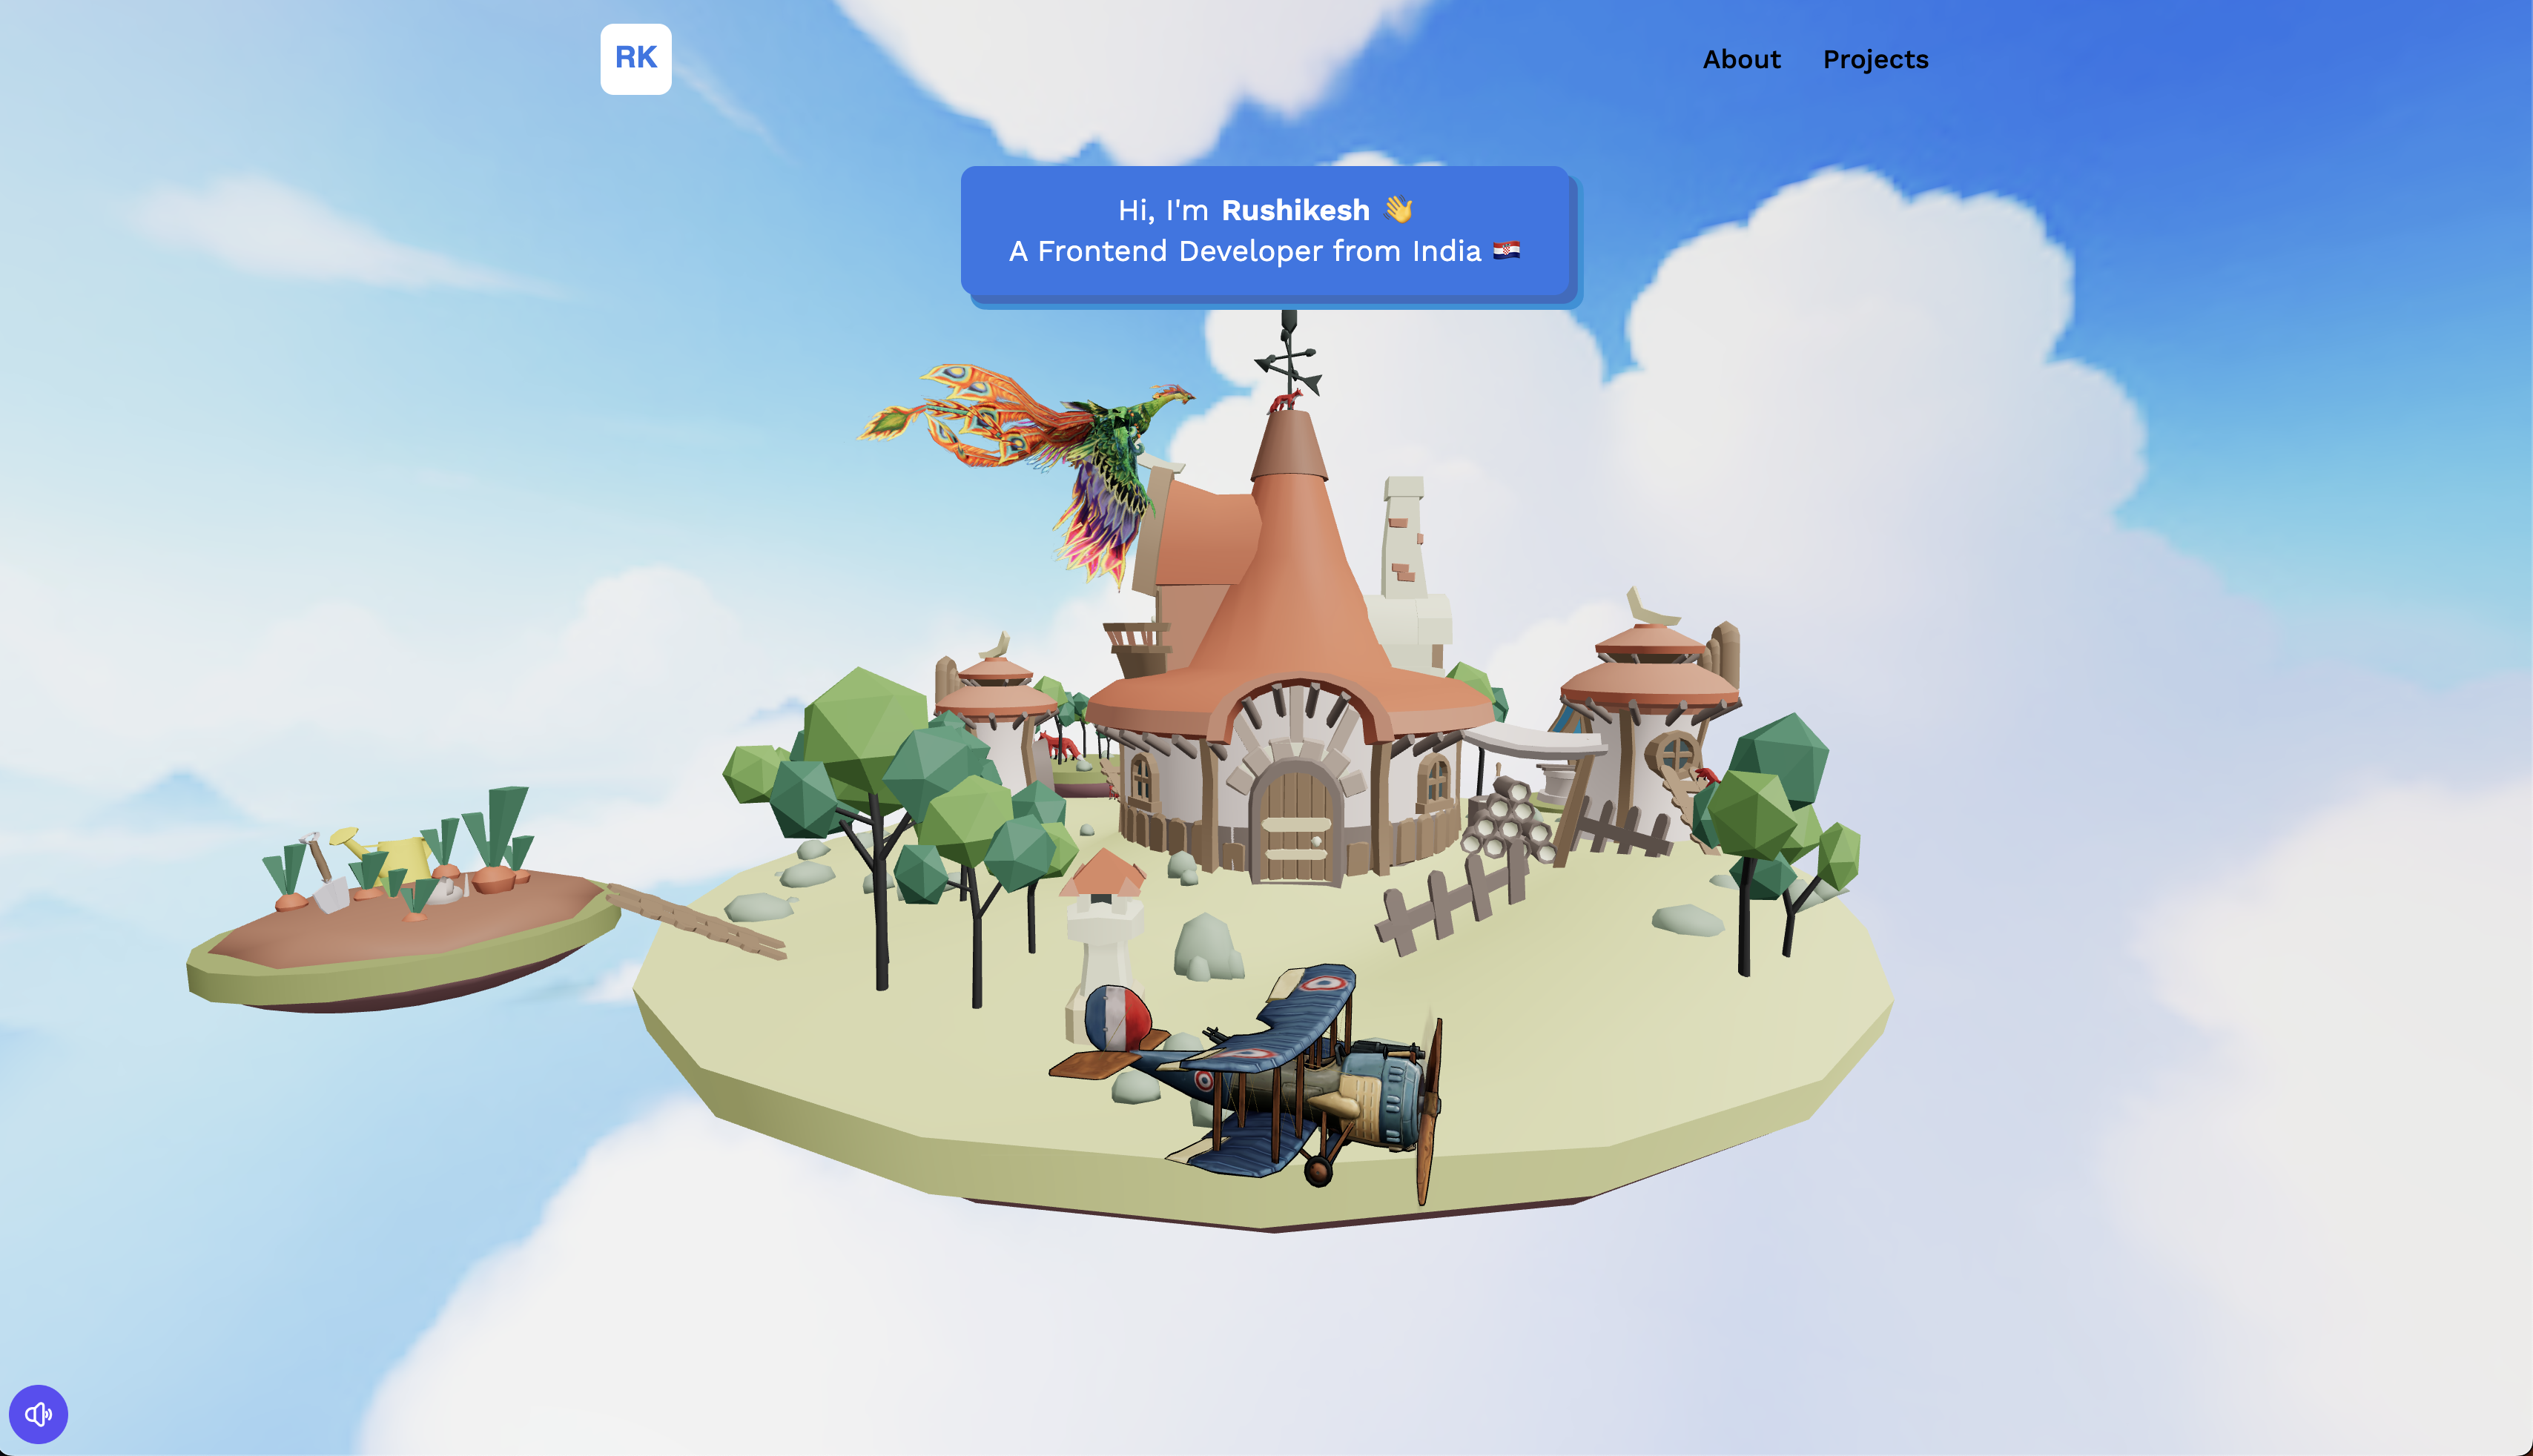 RK
About Projects
Hi, I'm Rushikesh 👋
A Frontend Developer from India 🇭🇷